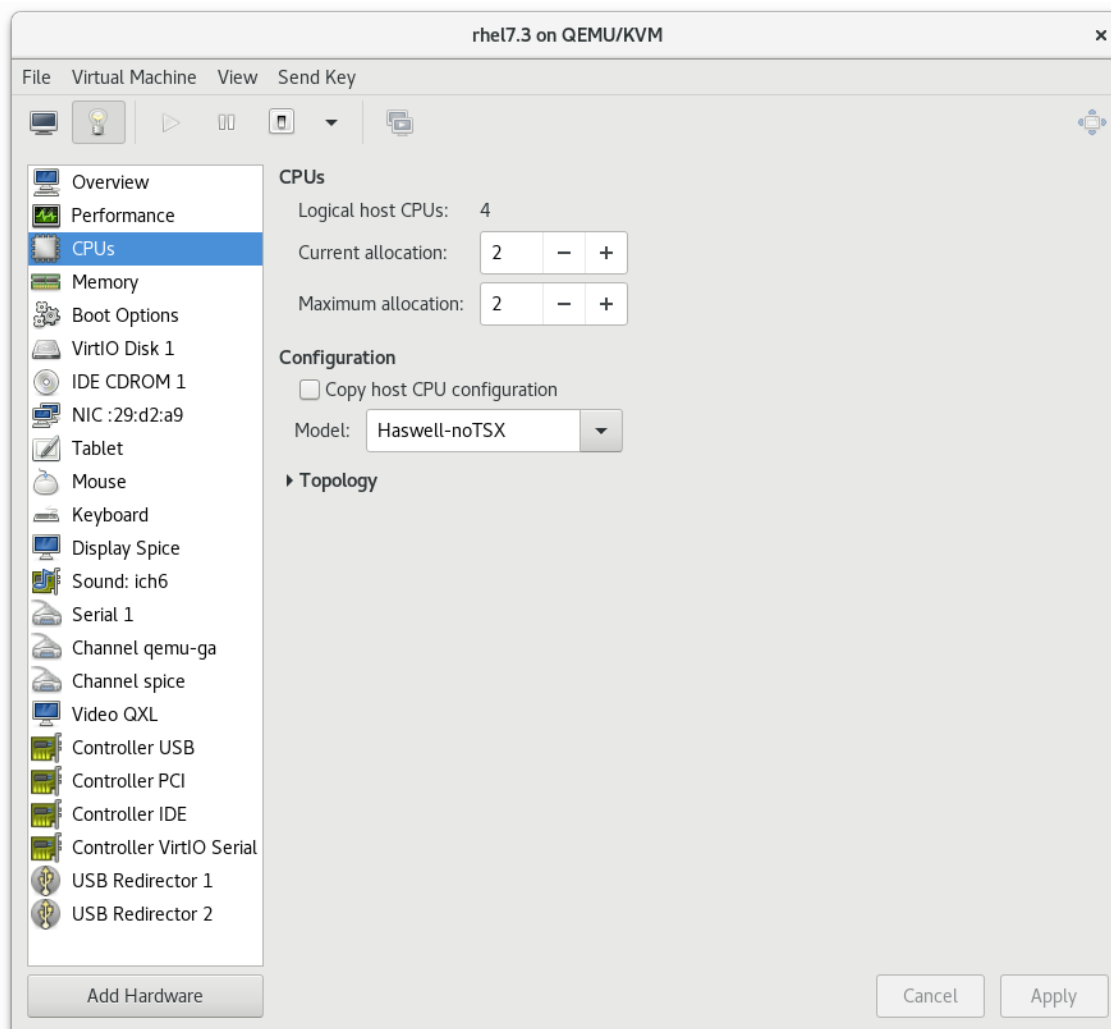 rhel7.3 on QEMU/KVM
File Virtual Machine View Send Key
Overview
Performance
CPUs
Memory
Boot Options
VirtIO Disk 1
IDE CDROM 1
NIC :29:d2:a9
Tablet
Mouse
Keyboard
Display Spice
Sound: ich6
Serial 1
Channel qemu-ga
Channel spice
Video QXL
Controller USB
Controller PCI
Controller IDE
Controller VirtIO Serial
USB Redirector 1
USB Redirector 2
Add Hardware
CPUs
Logical host CPUs: 4
Current allocation: 2
Maximum allocation: 2
Configuration
Copy host CPU configuration
Model: Haswell-noTSX
Topology
Cancel Apply